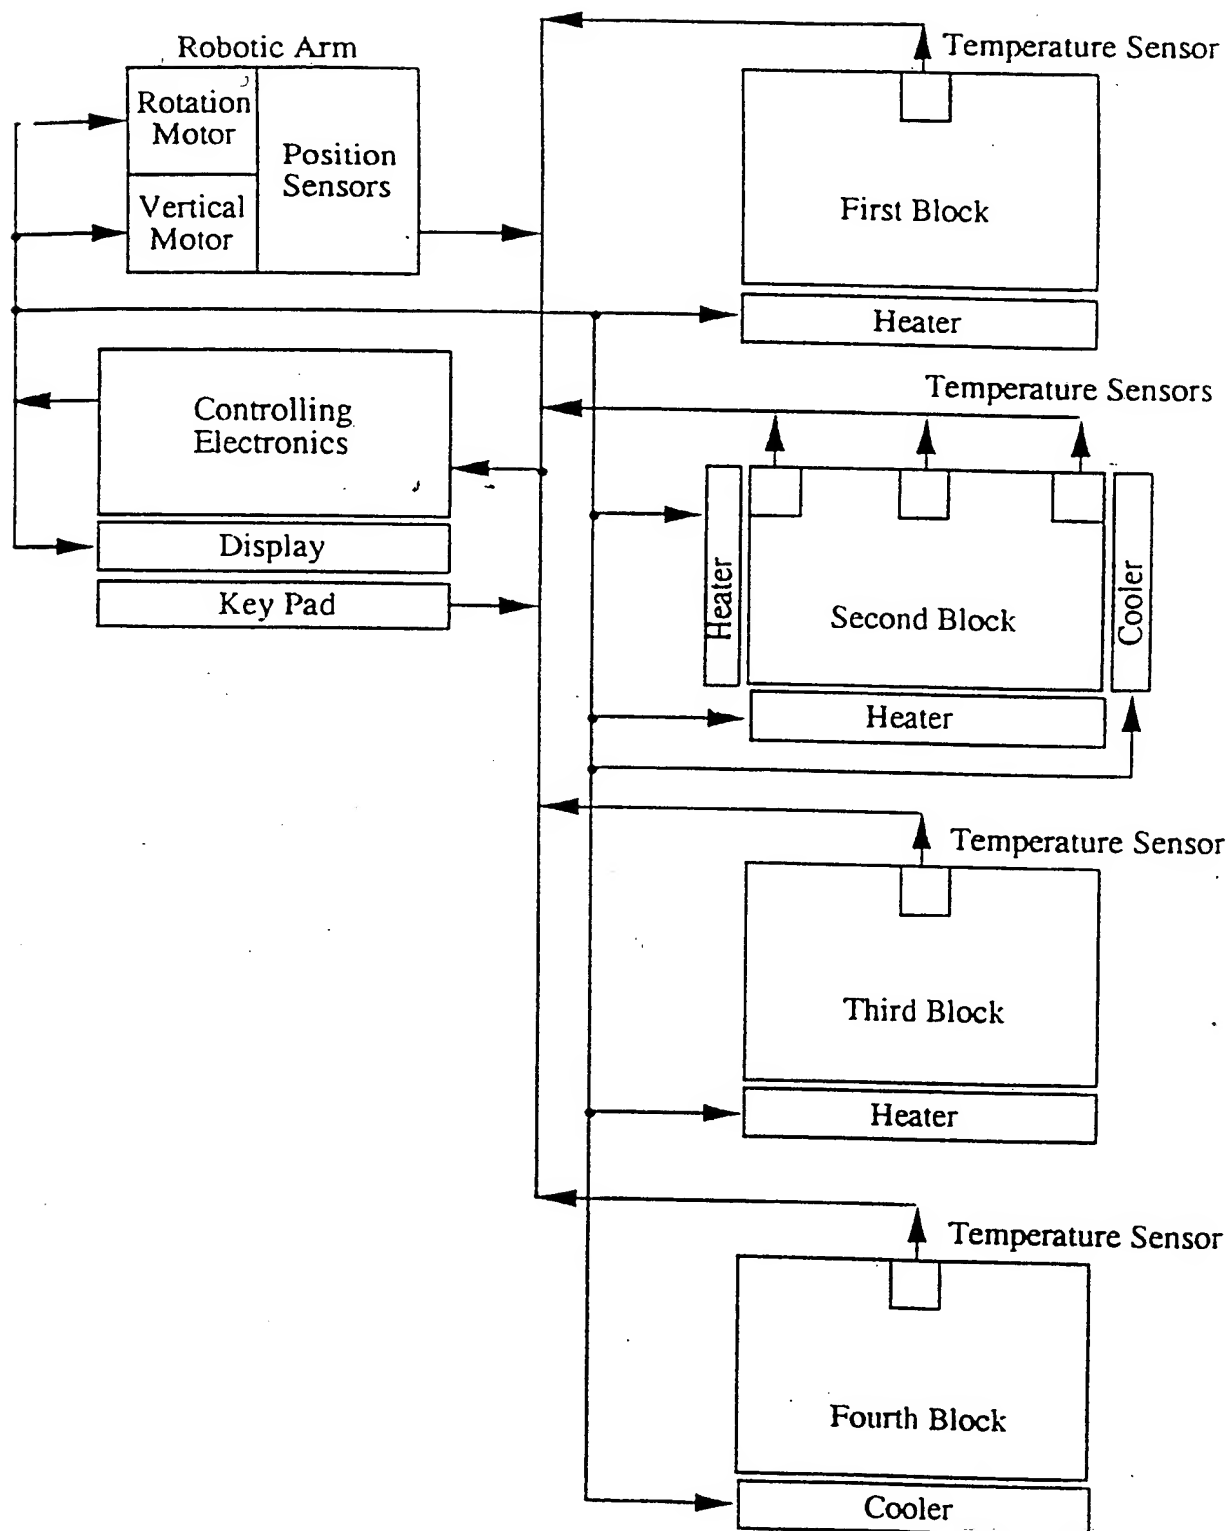 Robotic Arm
Rotation
Motor
Vertical
Motor
Position
Sensors
Controlling
Electronics
Display
Key Pad
Temperature Sensor
First Block
Heater
Temperature Sensors
Heater
Second Block
Cooler
Heater
Temperature Sensor
Third Block
Heater
Temperature Sensor
Fourth Block
Cooler